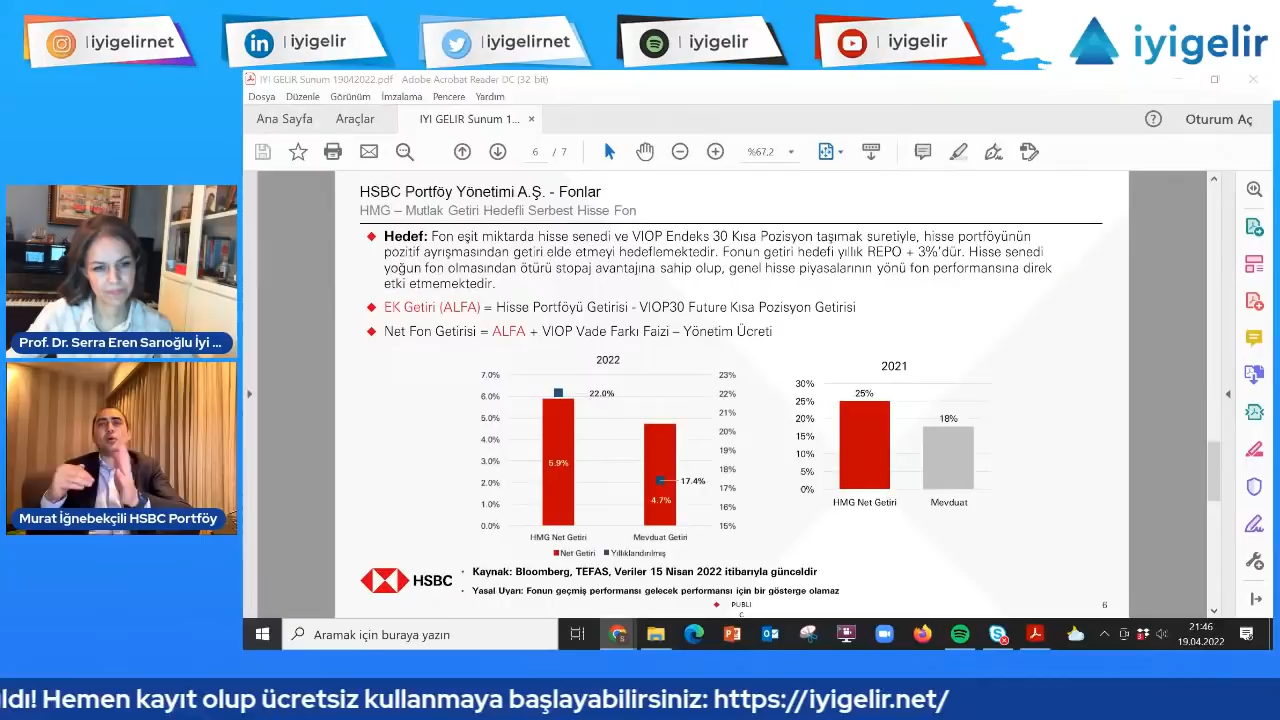 iyigelirnet
iyigelir
iyigelirnet
iyigelir
iyigelir
iyigelir
IYI GELIR Sunum 19042022.pdf - Adobe Acrobat Reader DC (32-bit)
Dosya Düzenle Görünüm İmzalama Pencere Yardım
Ana Sayfa Araçlar IYI GELIR Sunum 1... × Oturum Aç
6 / 7 %67,2
HSBC Portföy Yönetimi A.Ş. - Fonlar
HMG – Mutlak Getiri Hedefli Serbest Hisse Fon
Hedef: Fon eşit miktarda hisse senedi ve VIOP Endeks 30 Kısa Pozisyon taşımak suretiyle, hisse portföyünün
pozitif ayrışmasından getiri elde etmeyi hedeflemektedir. Fonun getiri hedefi yıllık REPO + 3%'dür. Hisse senedi
yoğun fon olmasından ötürü stopaj avantajına sahip olup, genel hisse piyasalarının yönü fon performansına direk
etki etmemektedir.
EK Getiri (ALFA) = Hisse Portföyü Getirisi - VIOP30 Future Kısa Pozisyon Getirisi
Net Fon Getirisi = ALFA + VIOP Vade Farkı Faizi – Yönetim Ücreti
2022
7.0%
6.0%
5.0%
4.0%
3.0%
2.0%
1.0%
0.0%
22.0%
5.9%
17.4%
4.7%
23%
22%
21%
20%
19%
18%
17%
16%
15%
HMG Net Getiri Mevduat Getiri
Net Getiri Yıllıklandırılmış
2021
30%
25%
20%
15%
10%
5%
0%
25%
18%
HMG Net Getiri Mevduat
HSBC
Kaynak: Bloomberg, TEFAS, Veriler 15 Nisan 2022 itibarıyla günceldir
Yasal Uyarı: Fonun geçmiş performansı gelecek performansı için bir gösterge olamaz
PUBLI
C
6
Prof. Dr. Serra Eren Sarıoğlu İyi ...
Murat İğnebekçili HSBC Portföy
Aramak için buraya yazın
21:46
19.04.2022
ıldı! Hemen kayıt olup ücretsiz kullanmaya başlayabilirsiniz: https://iyigelir.net/